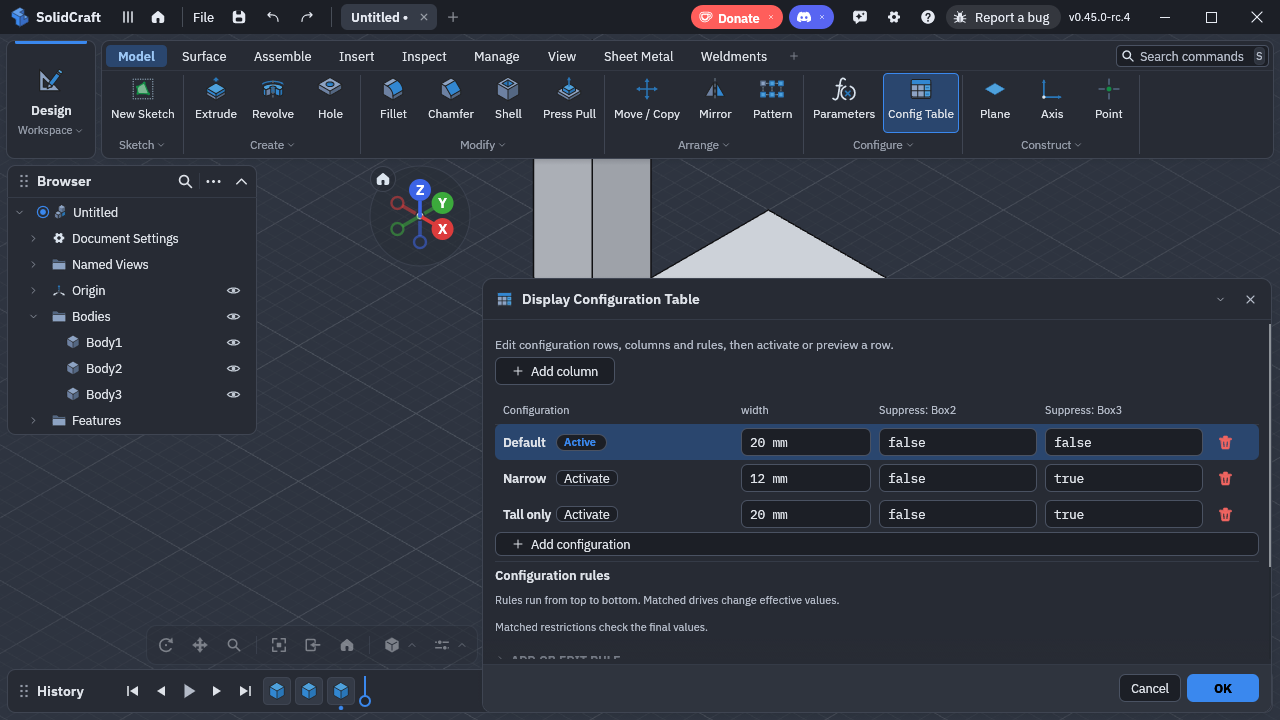 SolidCraft
File
Untitled •
Donate
Report a bug
v0.45.0-rc.4
Design
Workspace
Model
Surface
Assemble
Insert
Inspect
Manage
View
Sheet Metal
Weldments
Search commands
S
New Sketch
Extrude
Revolve
Hole
Fillet
Chamfer
Shell
Press Pull
Move / Copy
Mirror
Pattern
Parameters
Config Table
Plane
Axis
Point
Sketch
Create
Modify
Arrange
Configure
Construct
Browser
Untitled
Document Settings
Named Views
Origin
Bodies
Body1
Body2
Body3
Features
Z
Y
X
Display Configuration Table
Edit configuration rows, columns and rules, then activate or preview a row.
Add column
Configuration
width
Suppress: Box2
Suppress: Box3
Default
Active
20 mm
false
false
Narrow
Activate
12 mm
false
true
Tall only
Activate
20 mm
false
true
Add configuration
Configuration rules
Rules run from top to bottom. Matched drives change effective values.
Matched restrictions check the final values.
ADD OR EDIT RULE
Cancel
OK
History